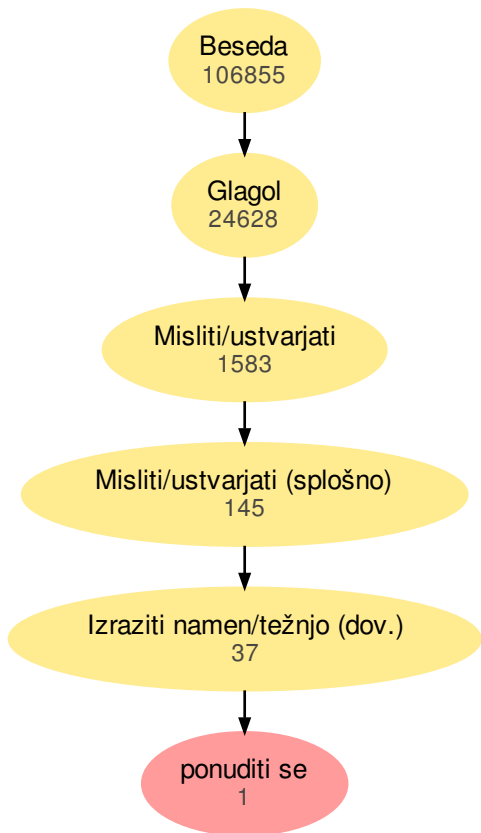 Beseda
106855
Glagol
24628
Misliti/ustvarjati
1583
Misliti/ustvarjati (splošno)
145
Izraziti namen/težnjo (dov.)
37
ponuditi se
1